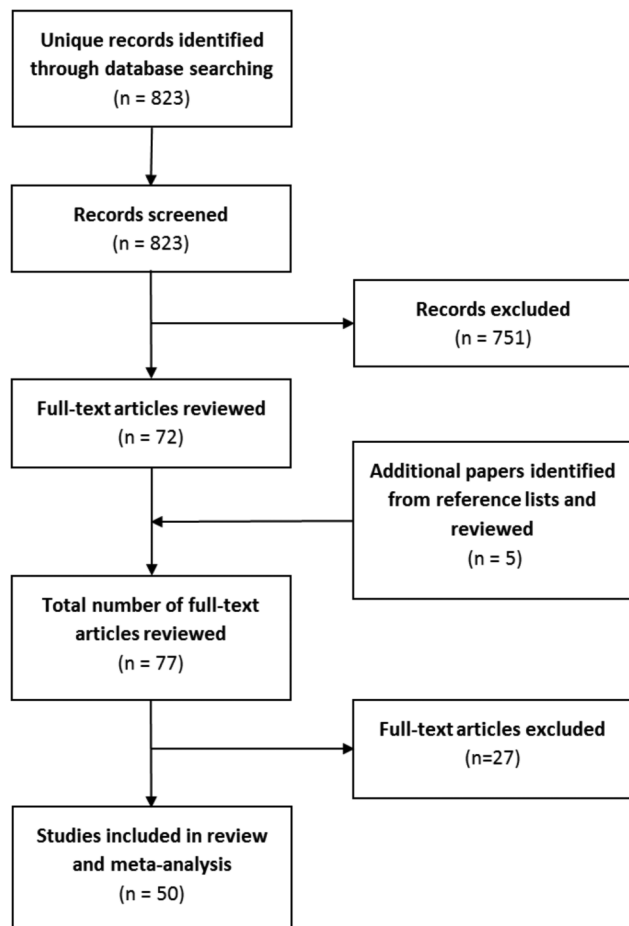 Unique records identified
through database searching
(n = 823)
Records screened
(n = 823)
Records excluded
(n = 751)
Full-text articles reviewed
(n = 72)
Additional papers identified
from reference lists and
reviewed
(n = 5)
Total number of full-text
articles reviewed
(n = 77)
Full-text articles excluded
(n=27)
Studies included in review
and meta-analysis
(n = 50)